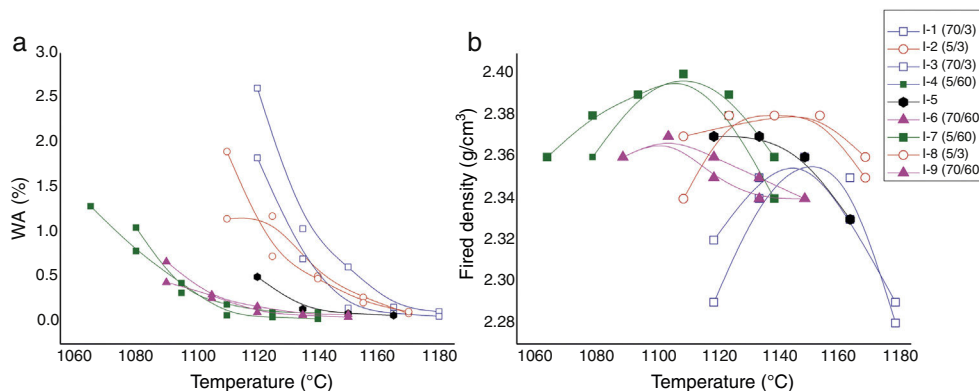 a
WA (%)
3.0
2.5
2.0
1.5
1.0
0.5
0.0
1060 1080 1100 1120 1140 1160 1180
Temperature (°C)
b
Fired density (g/cm³)
2.40
2.38
2.36
2.34
2.32
2.30
2.28
1060 1080 1100 1120 1140 1160 1180
Temperature (°C)
I-1 (70/3)
I-2 (5/3)
I-3 (70/3)
I-4 (5/60)
I-5
I-6 (70/60)
I-7 (5/60)
I-8 (5/3)
I-9 (70/60)